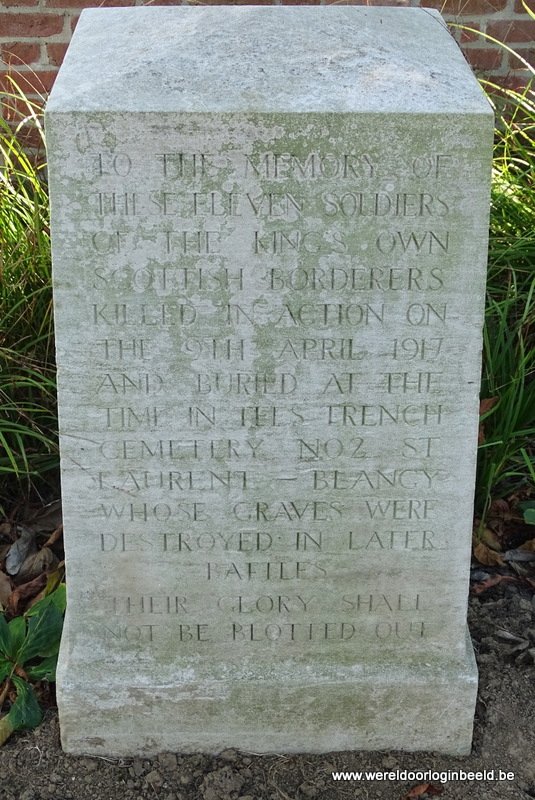 TO THE MEMORY OF
THESE ELEVEN SOLDIERS
OF THE KING'S OWN
SCOTTISH BORDERERS
KILLED IN ACTION ON
THE 9TH APRIL 1917
AND BURIED AT THE
TIME IN TEES TRENCH
CEMETERY NO2 ST
LAURENT - BLANGY
WHOSE GRAVES WERE
DESTROYED IN LATER
BATTLES
THEIR GLORY SHALL
NOT BE BLOTTED OUT
www.wereldoorloginbeeld.be